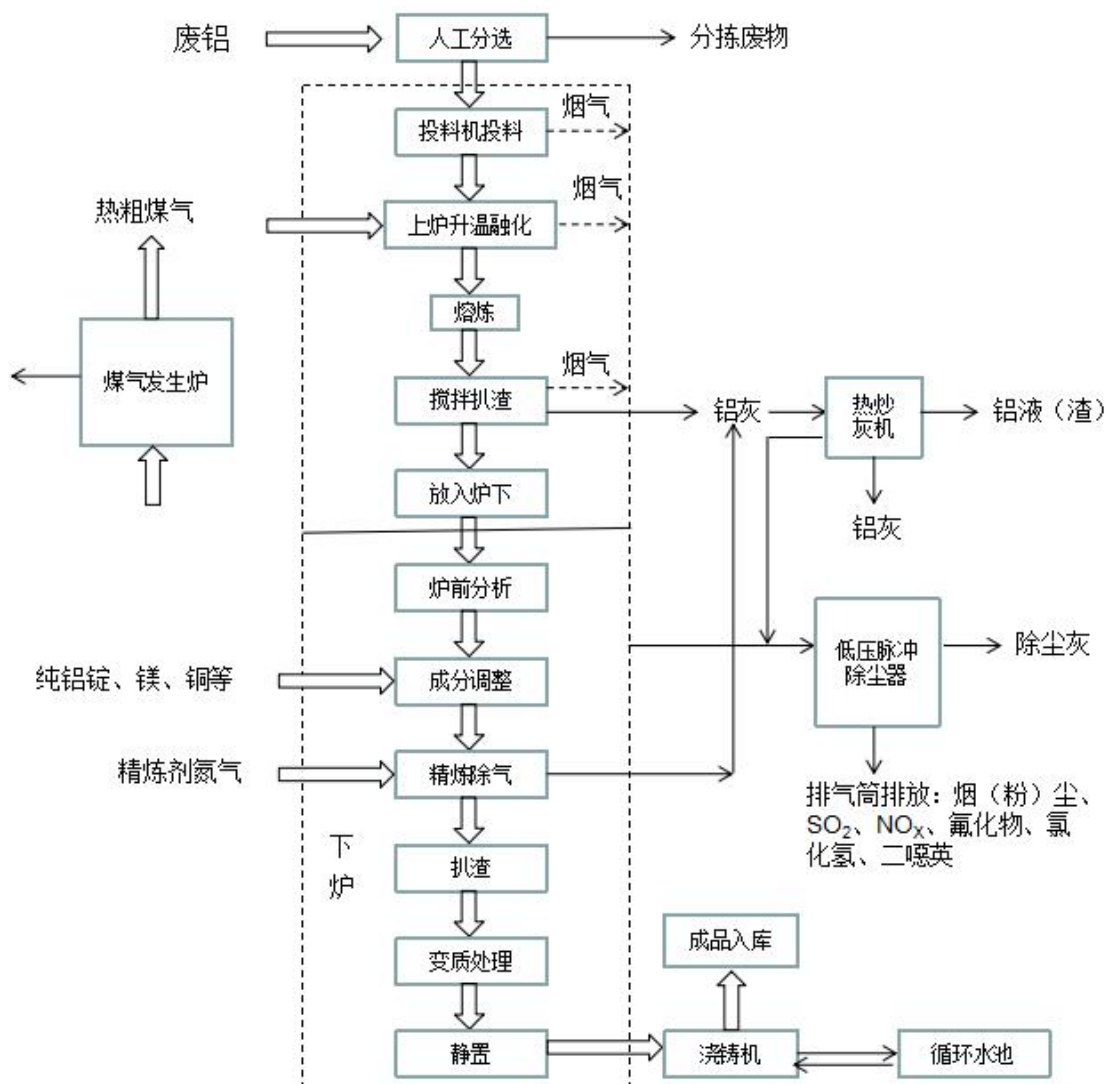 废铝
人工分选
分拣废物
烟气
投料机投料
烟气
热粗煤气
上炉升温融化
熔炼
煤气发生炉
烟气
搅拌扒渣
铝灰
热炒
灰机
铝液（渣）
放入炉下
铝灰
炉前分析
纯铝锭、镁、铜等
成分调整
低压脉冲
除尘器
除尘灰
精炼剂氮气
精炼除气
排气筒排放：烟（粉）尘、
SO₂、NOₓ、氟化物、氯
化氢、二噁英
下
炉
扒渣
成品入库
变质处理
静置
浇铸机
循环水池